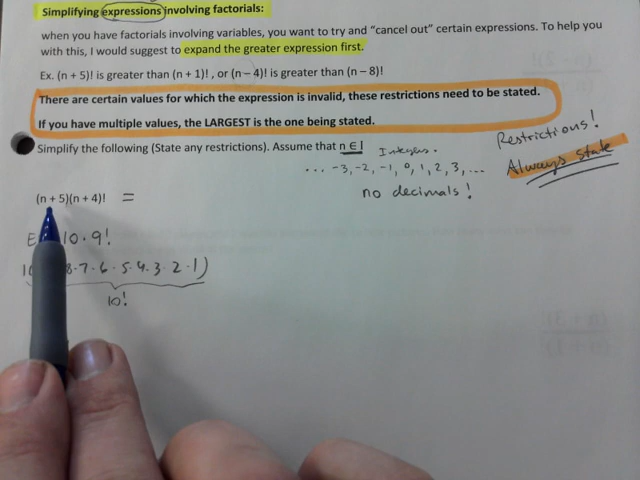 Simplifying expressions involving factorials:
when you have factorials involving variables, you want to try and “cancel out” certain expressions. To help you
with this, I would suggest to expand the greater expression first.
Ex. (n + 5)! is greater than (n + 1)! , or (n – 4)! is greater than (n – 8)!
There are certain values for which the expression is invalid, these restrictions need to be stated.
If you have multiple values, the LARGEST is the one being stated.
Restrictions!
Always state
Simplify the following (State any restrictions). Assume that n ∈ I Integers.
... -3, -2, -1, 0, 1, 2, 3, ...
no decimals!
(n + 5)(n + 4)! =
10·9!
8·7·6·5·4·3·2·1)
10!